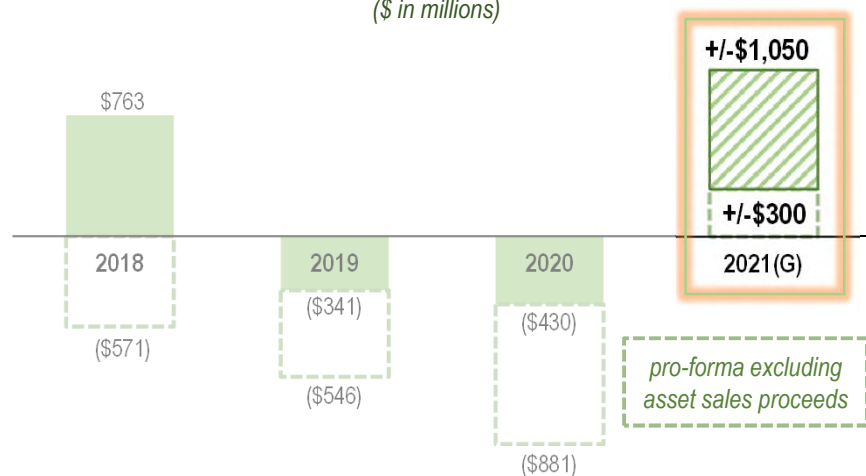 ($ in millions)
+/-$1,050
$763
+/-$300
2018
2019
2020
2021(G)
($341)
($430)
($571)
($546)
pro-forma excluding
asset sales proceeds
($881)